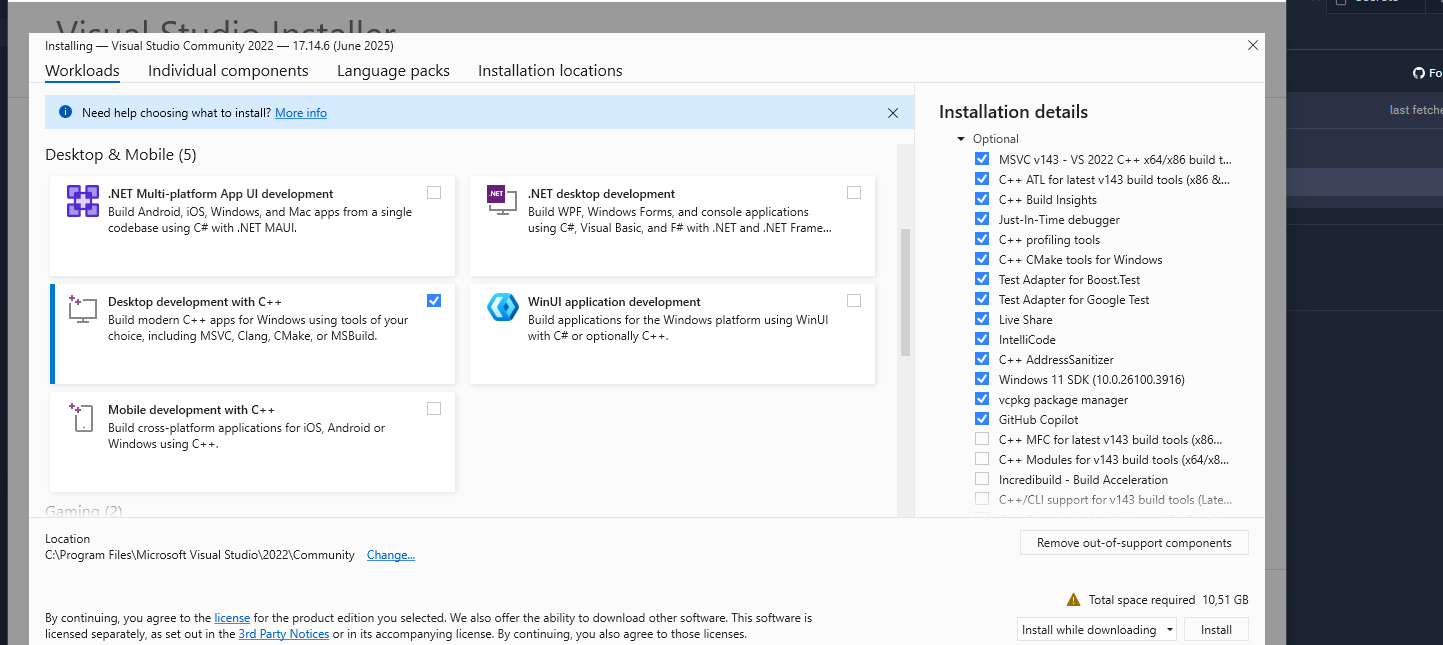 Visual Studio Installer
Installing — Visual Studio Community 2022 — 17.14.6 (June 2025)
Workloads
Individual components
Language packs
Installation locations
Need help choosing what to install? More info
Desktop & Mobile (5)
.NET Multi-platform App UI development
Build Android, iOS, Windows, and Mac apps from a single
codebase using C# with .NET MAUI.
.NET
.NET desktop development
Build WPF, Windows Forms, and console applications
using C#, Visual Basic, and F# with .NET and .NET Frame...
Desktop development with C++
Build modern C++ apps for Windows using tools of your
choice, including MSVC, Clang, CMake, or MSBuild.
WinUI application development
Build applications for the Windows platform using WinUI
with C# or optionally C++.
Mobile development with C++
Build cross-platform applications for iOS, Android or
Windows using C++.
Gaming (2)
Installation details
Optional
MSVC v143 - VS 2022 C++ x64/x86 build t...
C++ ATL for latest v143 build tools (x86 &...
C++ Build Insights
Just-In-Time debugger
C++ profiling tools
C++ CMake tools for Windows
Test Adapter for Boost.Test
Test Adapter for Google Test
Live Share
IntelliCode
C++ AddressSanitizer
Windows 11 SDK (10.0.26100.3916)
vcpkg package manager
GitHub Copilot
C++ MFC for latest v143 build tools (x86...
C++ Modules for v143 build tools (x64/x8...
Incredibuild - Build Acceleration
C++/CLI support for v143 build tools (Late...
Location
C:\Program Files\Microsoft Visual Studio\2022\Community Change...
Remove out-of-support components
Total space required 10,51 GB
By continuing, you agree to the license for the product edition you selected. We also offer the ability to download other software. This software is
licensed separately, as set out in the 3rd Party Notices or in its accompanying license. By continuing, you also agree to those licenses.
Install while downloading
Install
Fo
last fetche